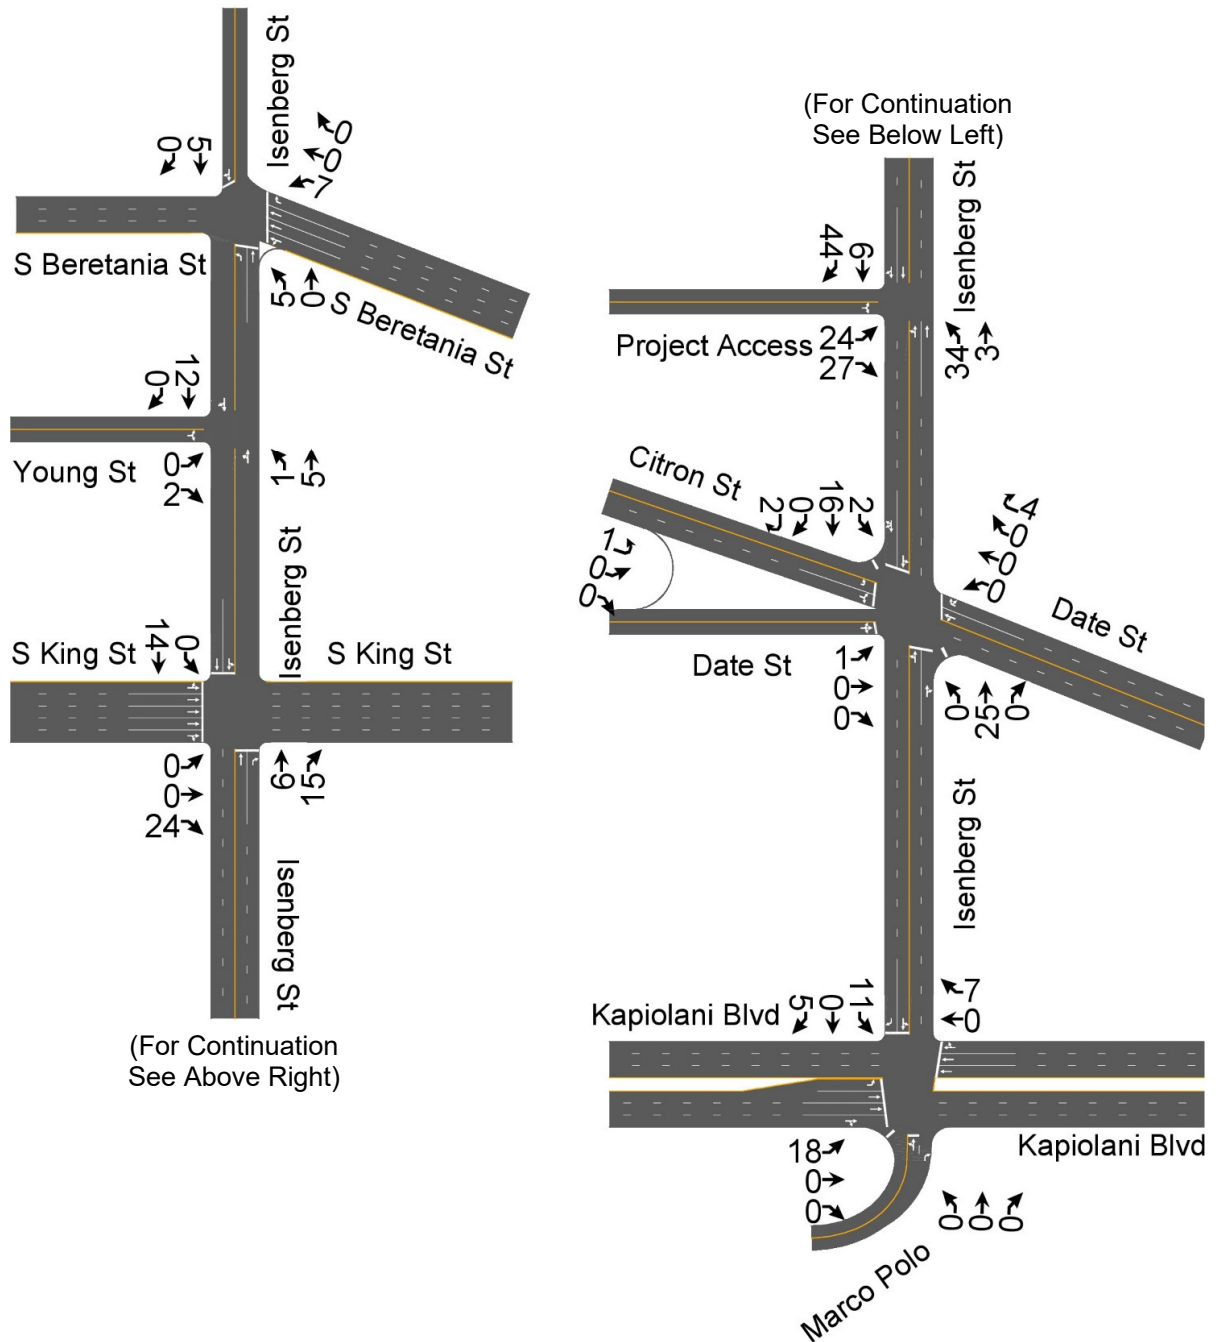 Isenberg St
0
5
0
0
7
S Beretania St
5
0
S Beretania St
0
12
Young St
0
2
1
5
Isenberg St
S King St
14
0
S King St
0
0
24
9
15
Isenberg St
(For Continuation
See Above Right)
(For Continuation
See Below Left)
Isenberg St
44
6
Project Access
24
27
34
3
Citron St
2
0
16
2
1
0
0
4
0
0
0
Date St
Date St
1
0
0
0
25
0
Isenberg St
Kapiolani Blvd
5
0
11
7
0
18
0
0
Kapiolani Blvd
0
0
0
Marco Polo